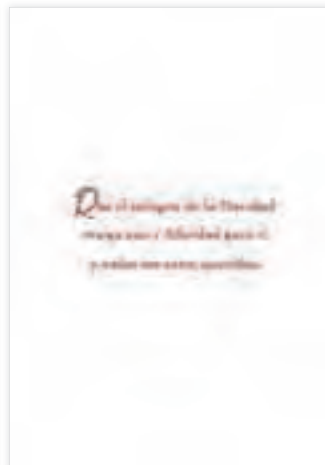 Que el milagro de la Navidad
traiga paz y felicidad para ti
y todos tus seres queridos.